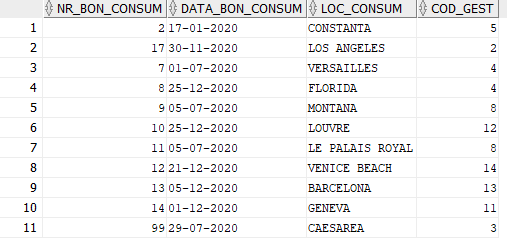 NR_BON_CONSUM DATA_BON_CONSUM LOC_CONSUM COD_GEST
1 2 17-01-2020 CONSTANTA 5
2 17 30-11-2020 LOS ANGELES 2
3 7 01-07-2020 VERSAILLES 4
4 8 25-12-2020 FLORIDA 4
5 9 05-07-2020 MONTANA 8
6 10 25-12-2020 LOUVRE 12
7 11 05-07-2020 LE PALAIS ROYAL 8
8 12 21-12-2020 VENICE BEACH 14
9 13 05-12-2020 BARCELONA 13
10 14 01-12-2020 GENEVA 11
11 99 29-07-2020 CAESAREA 3